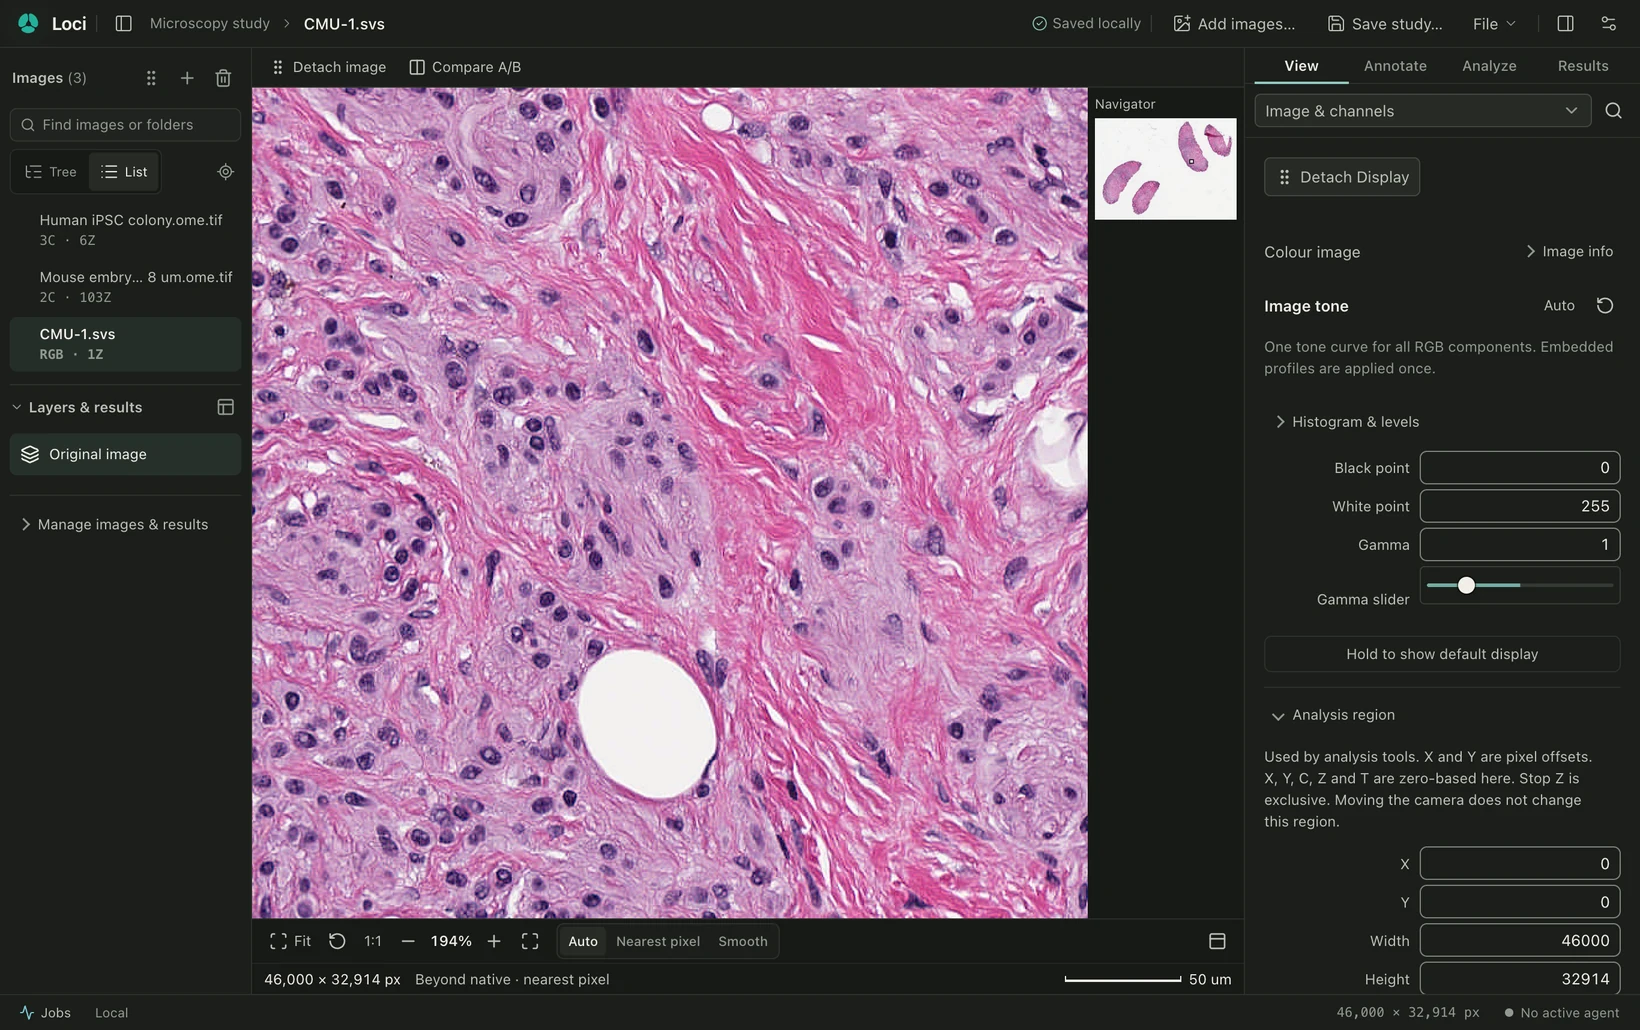 Loci
Microscopy study
CMU-1.svs
Saved locally
Add images...
Save study...
File
Images (3)
Find images or folders
Tree
List
Human iPSC colony.ome.tif
3C · 6Z
Mouse embry... 8 um.ome.tif
2C · 103Z
CMU-1.svs
RGB · 1Z
Layers & results
Original image
Manage images & results
Detach image
Compare A/B
Navigator
Fit
1:1
194%
Auto
Nearest pixel
Smooth
46,000 × 32,914 px
Beyond native · nearest pixel
50 um
View
Annotate
Analyze
Results
Image & channels
Detach Display
Colour image
Image info
Image tone
Auto
One tone curve for all RGB components. Embedded
profiles are applied once.
Histogram & levels
Black point
0
White point
255
Gamma
1
Gamma slider
Hold to show default display
Analysis region
Used by analysis tools. X and Y are pixel offsets.
X, Y, C, Z and T are zero-based here. Stop Z is
exclusive. Moving the camera does not change
this region.
X
0
Y
0
Width
46000
Height
32914
Jobs
Local
46,000 × 32,914 px
No active agent